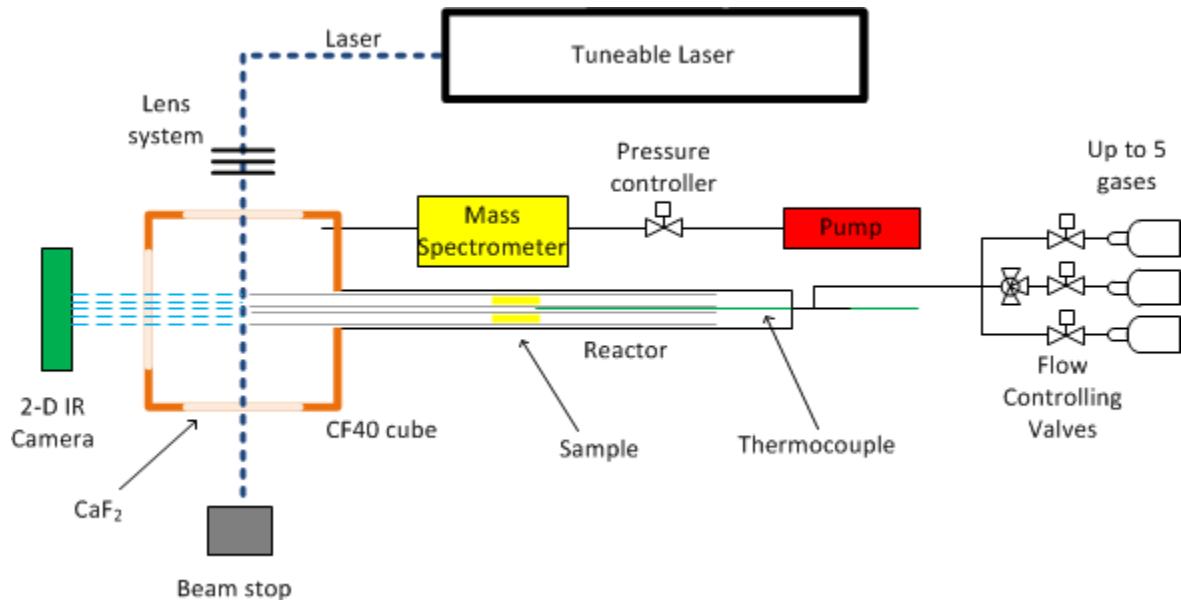 Laser
Tuneable Laser
Lens
system
Pressure
controller
Up to 5
gases
Mass
Spectrometer
Pump
Reactor
2-D IR
Camera
CF40 cube
Sample
Thermocouple
Flow
Controlling
Valves
CaF₂
Beam stop